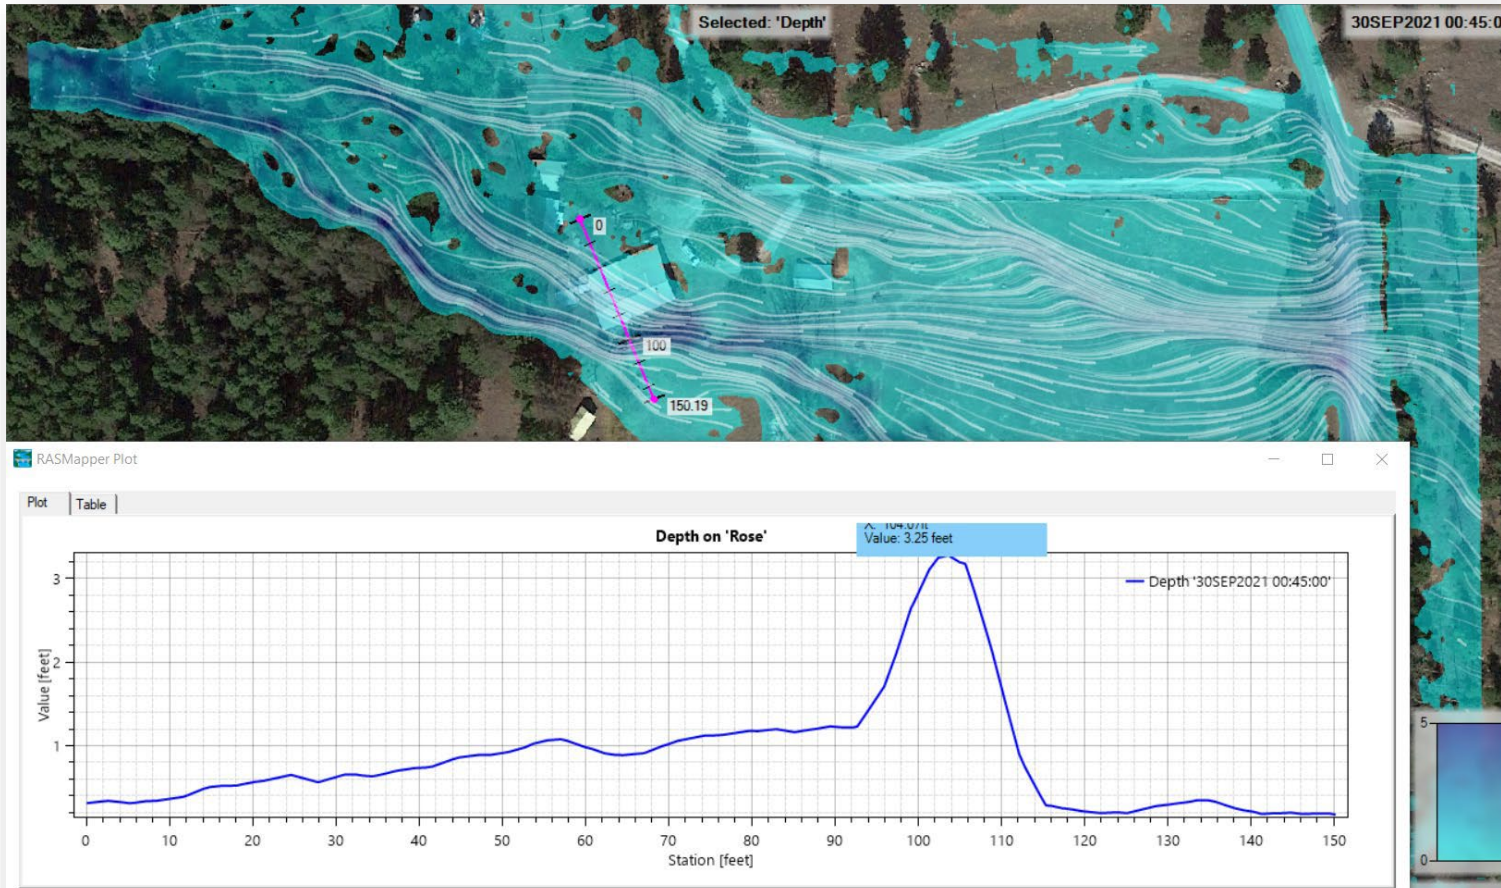 Selected: 'Depth'
30SEP2021 00:45:0
0
100
150.19
RASMapper Plot
Plot
Table
Depth on 'Rose'
X: 104.07ft
Value: 3.25 feet
Depth '30SEP2021 00:45:00'
3
2
1
Value [feet]
0 10 20 30 40 50 60 70 80 90 100 110 120 130 140 150
Station [feet]
5
0